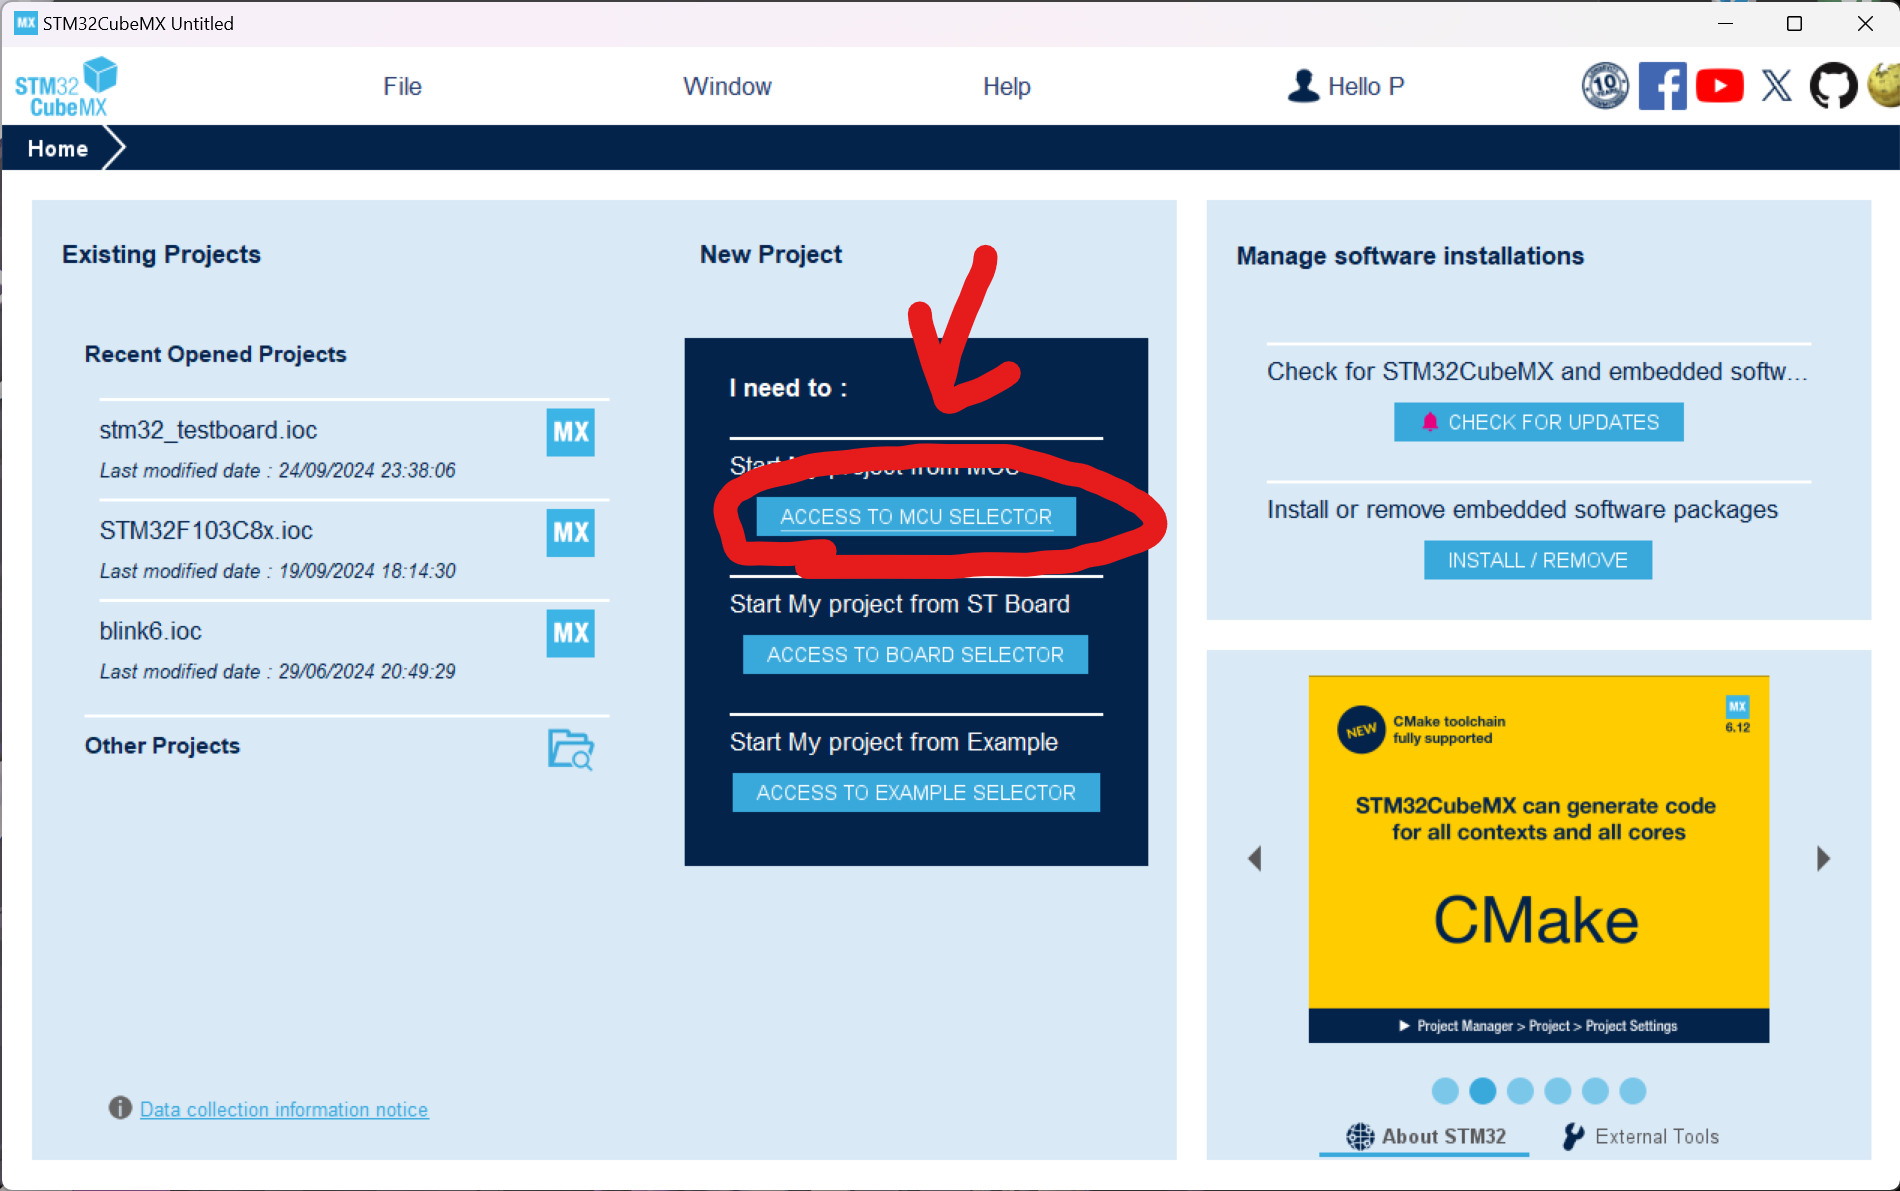 MX STM32CubeMX Untitled
STM32
CubeMX
File
Window
Help
Hello P
10
Home
Existing Projects
Recent Opened Projects
stm32_testboard.ioc
MX
Last modified date : 24/09/2024 23:38:06
STM32F103C8x.ioc
MX
Last modified date : 19/09/2024 18:14:30
blink6.ioc
MX
Last modified date : 29/06/2024 20:49:29
Other Projects
Data collection information notice
New Project
I need to :
Start My project from MCU
ACCESS TO MCU SELECTOR
Start My project from ST Board
ACCESS TO BOARD SELECTOR
Start My project from Example
ACCESS TO EXAMPLE SELECTOR
Manage software installations
Check for STM32CubeMX and embedded softw...
CHECK FOR UPDATES
Install or remove embedded software packages
INSTALL / REMOVE
NEW
CMake toolchain
fully supported
MX
6.12
STM32CubeMX can generate code
for all contexts and all cores
CMake
Project Manager > Project > Project Settings
About STM32
External Tools